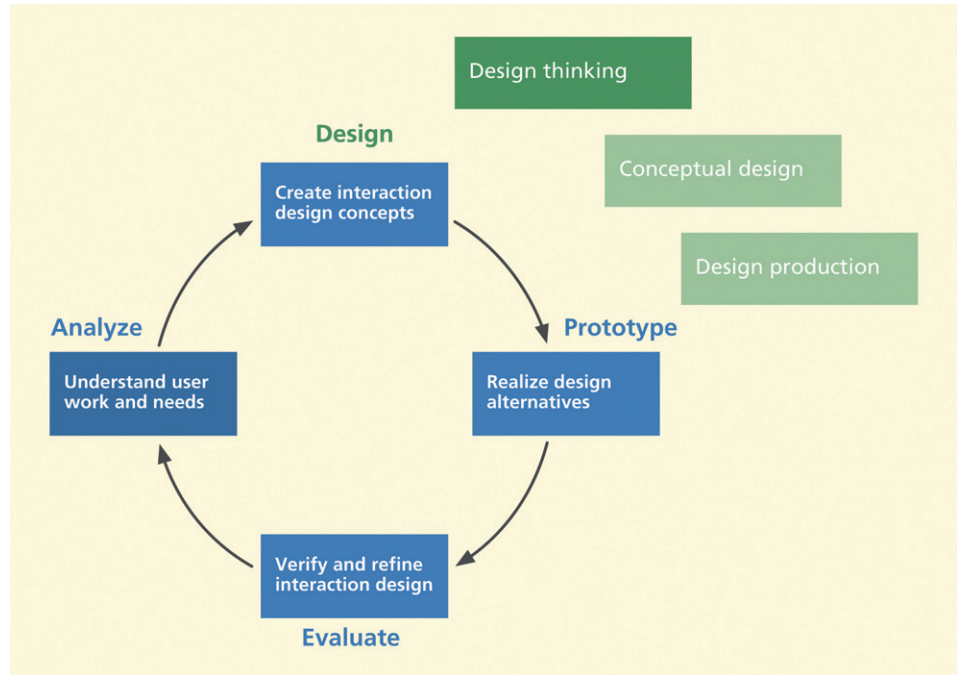 Design thinking
Design
Conceptual design
Create interaction
design concepts
Design production
Analyze
Prototype
Understand user
work and needs
Realize design
alternatives
Verify and refine
interaction design
Evaluate